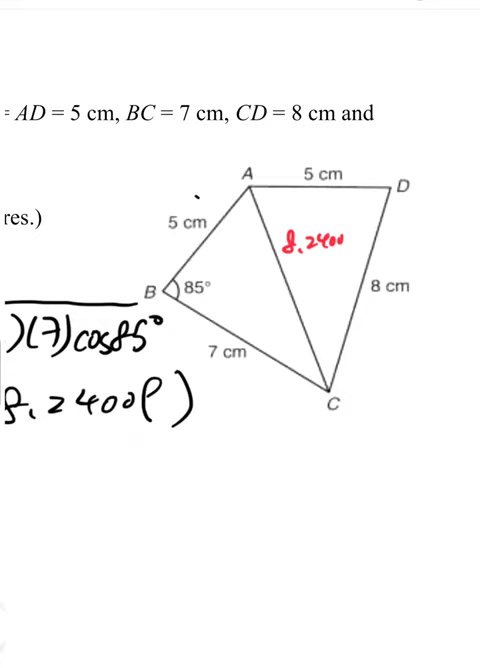 = AD = 5 cm, BC = 7 cm, CD = 8 cm and
A
5 cm
D
res.)
5 cm
8.2400
B
85°
8 cm
)(7)cos85°
7 cm
8.2400
C